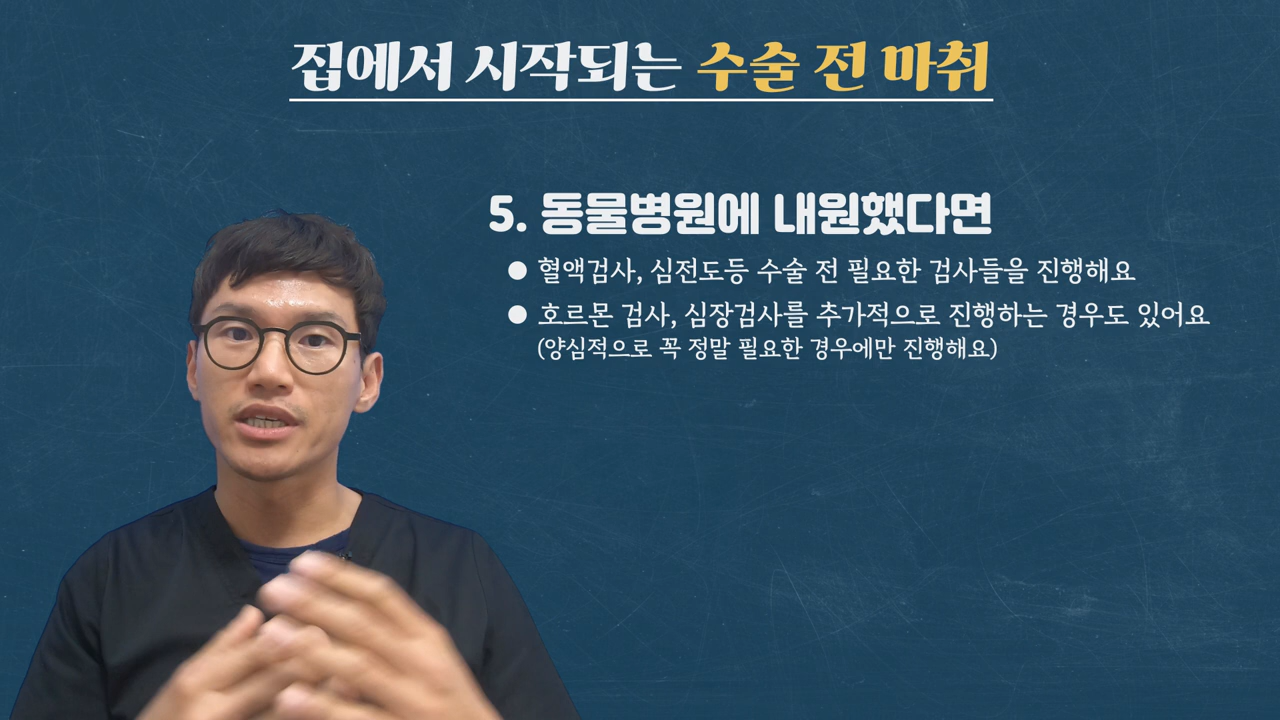 집에서 시작되는 수술 전 마취
5. 동물병원에 내원했다면
● 혈액검사, 심전도등 수술 전 필요한 검사들을 진행해요
● 호르몬 검사, 심장검사를 추가적으로 진행하는 경우도 있어요
(양심적으로 꼭 정말 필요한 경우에만 진행해요)